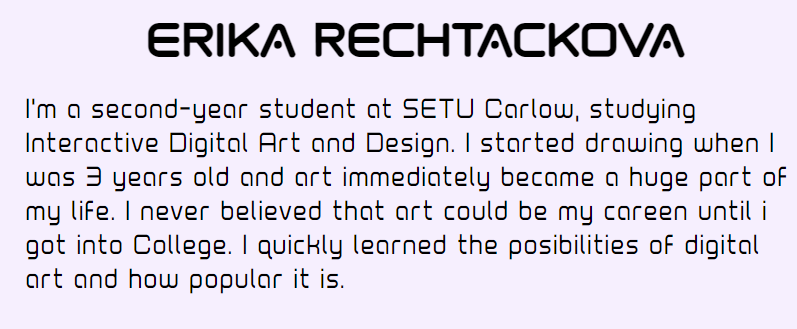 ERIKA RECHTACKOVA
I'm a second-year student at SETU Carlow, studying
Interactive Digital Art and Design. I started drawing when I
was 3 years old and art immediately became a huge part of
my life. I never believed that art could be my careen until i
got into College. I quickly learned the posibilities of digital
art and how popular it is.